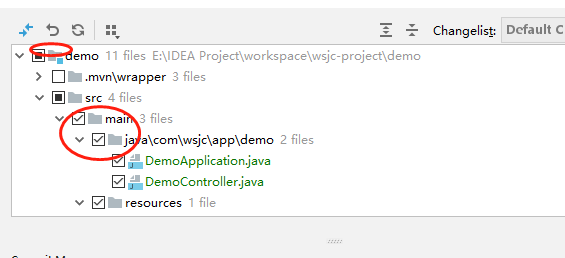 Changelist: Default C
demo 11 files E:\IDEA Project\workspace\wsjc-project\demo
.mvn\wrapper 3 files
src 4 files
main 3 files
java\com\wsjc\app\demo 2 files
DemoApplication.java
DemoController.java
resources 1 file